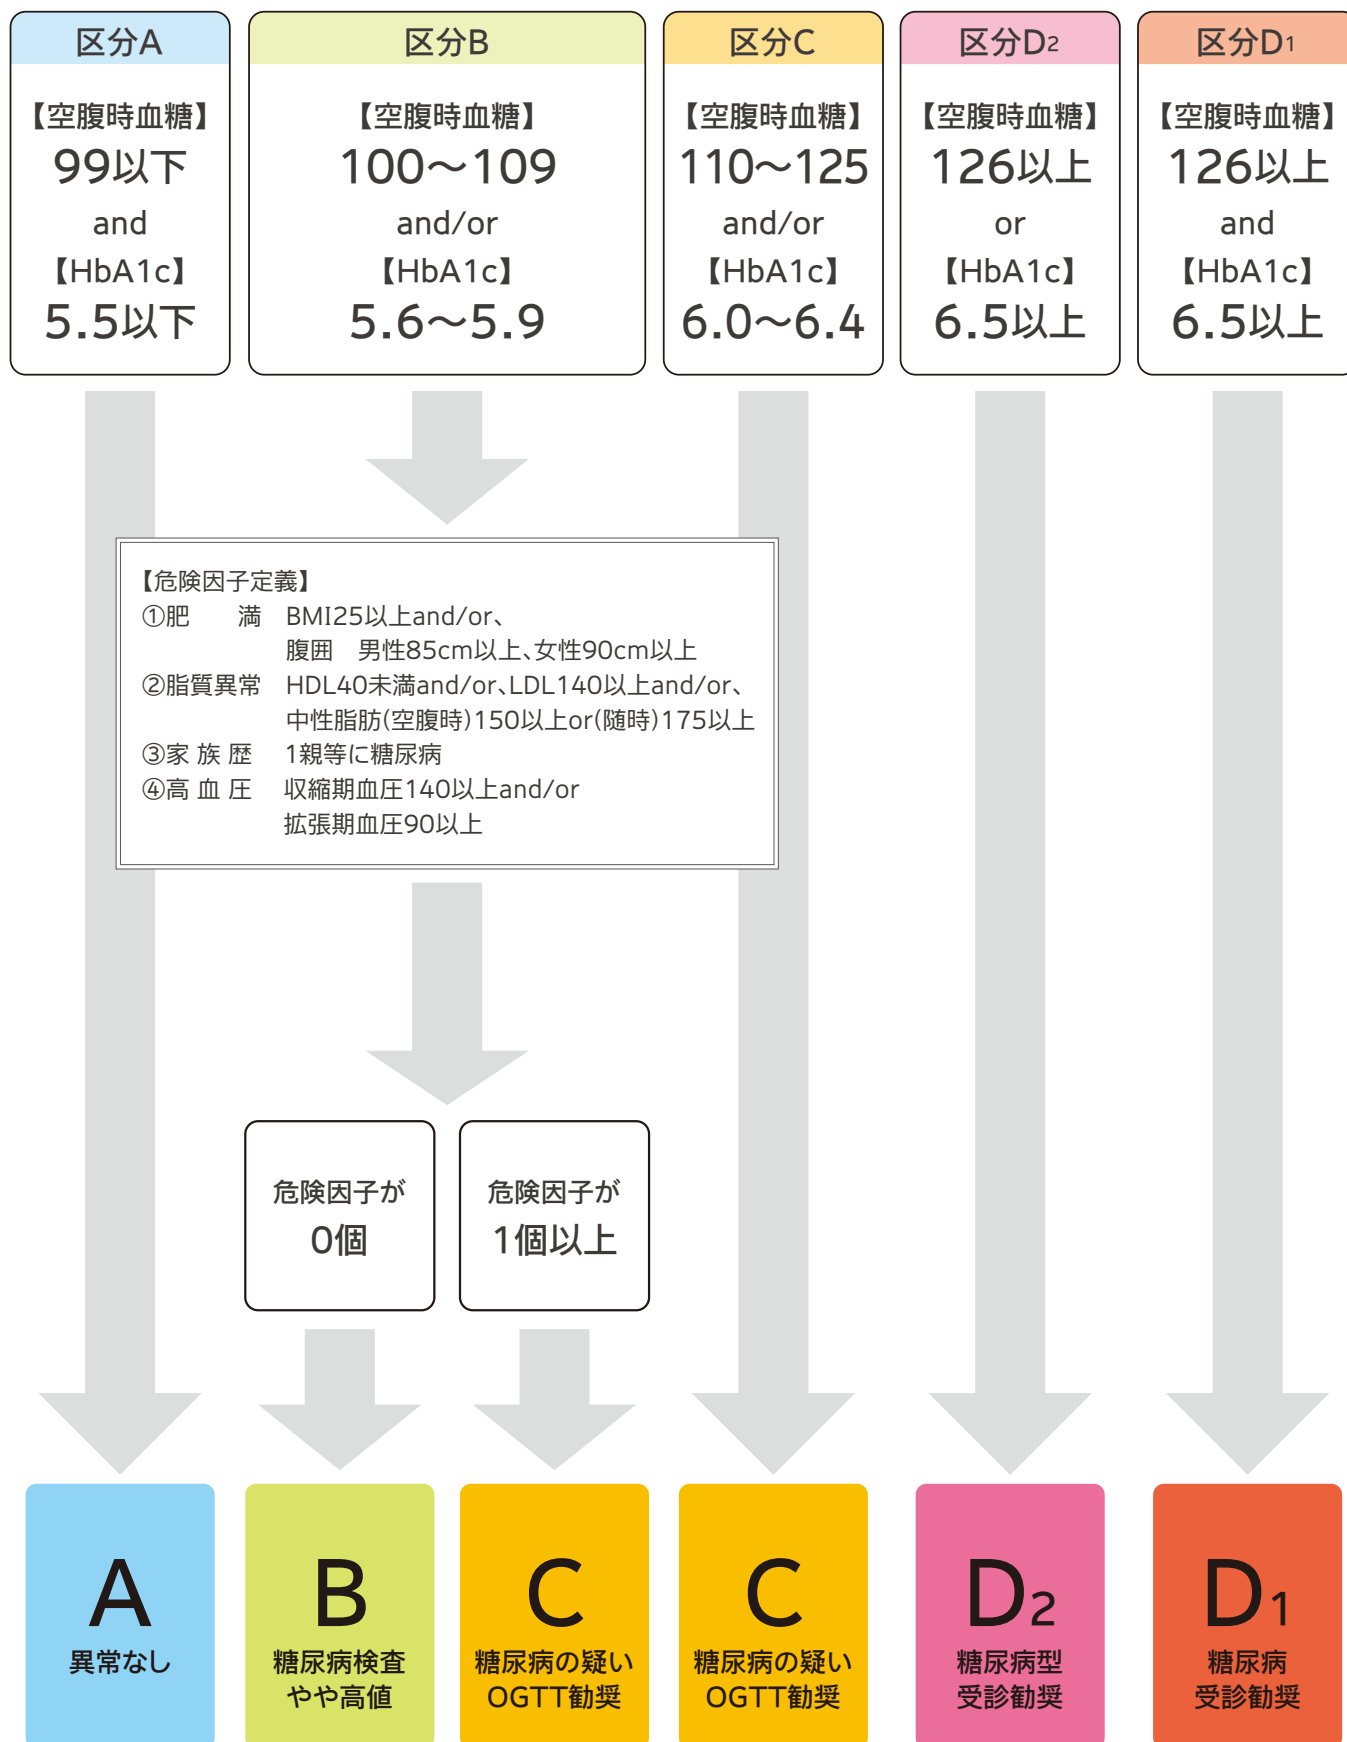 区分A
【空腹時血糖】
99以下
and
【HbA1c】
5.5以下
区分B
【空腹時血糖】
100〜109
and/or
【HbA1c】
5.6〜5.9
区分C
【空腹時血糖】
110〜125
and/or
【HbA1c】
6.0〜6.4
区分D2
【空腹時血糖】
126以上
or
【HbA1c】
6.5以上
区分D1
【空腹時血糖】
126以上
and
【HbA1c】
6.5以上
【危険因子定義】
①肥　満　BMI25以上and/or、
腹囲　男性85cm以上、女性90cm以上
②脂質異常　HDL40未満and/or、LDL140以上and/or、
中性脂肪(空腹時)150以上or(随時)175以上
③家族歴　1親等に糖尿病
④高血圧　収縮期血圧140以上and/or
拡張期血圧90以上
危険因子が
0個
危険因子が
1個以上
A
異常なし
B
糖尿病検査
やや高値
C
糖尿病の疑い
OGTT勧奨
C
糖尿病の疑い
OGTT勧奨
D2
糖尿病型
受診勧奨
D1
糖尿病
受診勧奨